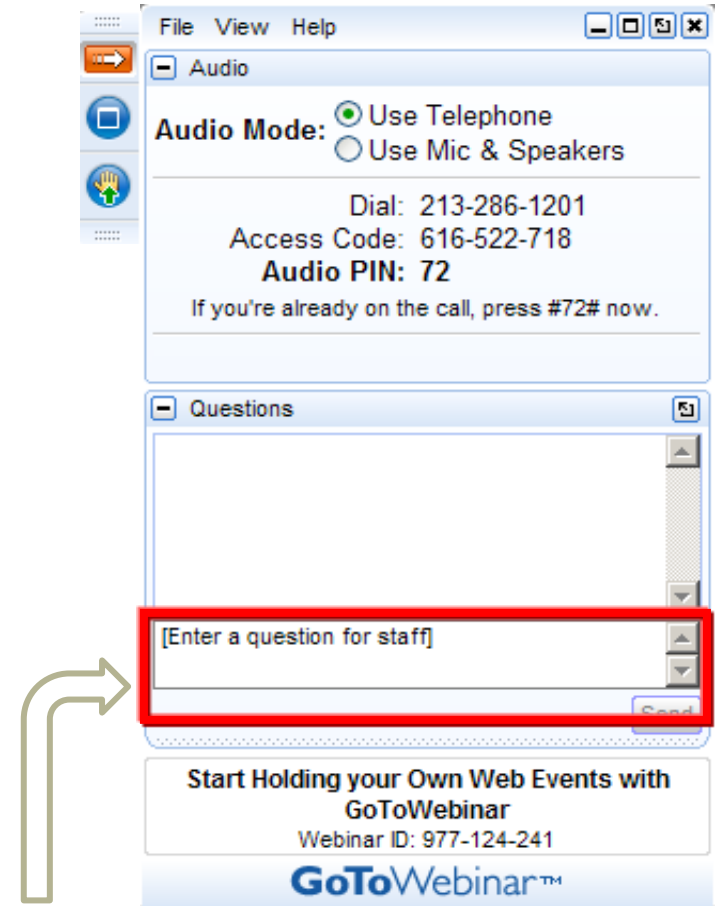 File View Help
Audio
Audio Mode:
Use Telephone
Use Mic & Speakers
Dial: 213-286-1201
Access Code: 616-522-718
Audio PIN: 72
If you're already on the call, press #72# now.
Questions
[Enter a question for staff]
Send
Start Holding your Own Web Events with
GoToWebinar
Webinar ID: 977-124-241
GoToWebinar™